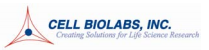 CELL BIOLABS, INC.
Creating Solutions for Life Science Research